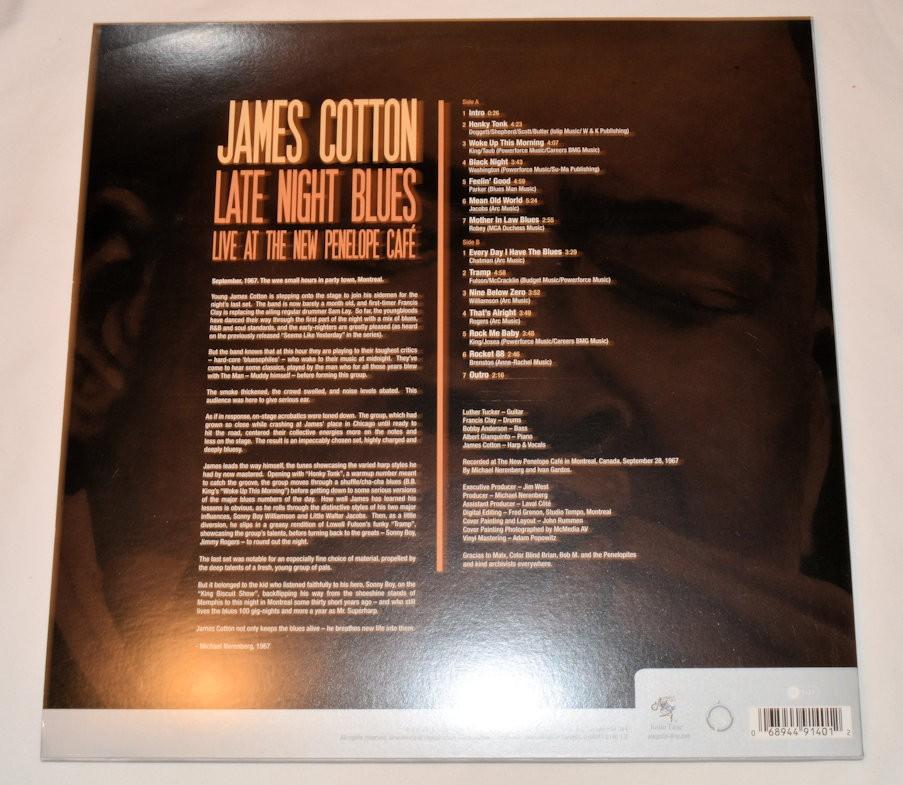 JAMES COTTON
LATE NIGHT BLUES
LIVE AT THE NEW PENELOPE CAFÉ
September, 1967. The wee small hours in party town, Montreal.
Young James Cotton is stepping onto the stage to join his sidemen for the
night's last set. The band is now barely a month old, and first-timer Francis
Clay is replacing the ailing regular drummer Sam Lay. So far, the youngbloods
have danced their way through the first part of the night with a mix of blues,
R&B and soul standards, and the early-nighters are greatly pleased (as heard
on the previously released "Seems Like Yesterday" in the series).
But the band knows that at this hour they are playing to their toughest critics
– hard-core 'bluesophiles' – who woke to their music at midnight. They've
come to hear some classics, played by the man who for all those years blew
with The Man – Muddy himself – before forming this group.
The smoke thickened, the crowd swelled, and noise levels abated. This
audience was here to give serious ear.
As if in response, on-stage acrobatics were toned down. The group, which had
grown so close while crashing at James' place in Chicago until ready to
hit the road, centered their collective energies more on the notes and
less on the stage. The result is an impeccably chosen set, highly charged and
deeply bluesy.
James leads the way himself, the tunes showcasing the varied harp styles he
had by now mastered. Opening with "Honky Tonk", a warmup number meant
to catch the groove, the group moves through a shuffle/cha-cha blues (B.B.
King's "Woke Up This Morning") before getting down to some serious versions
of the major blues numbers of the day. How well James has learned his
lessons is obvious, as he rolls through the distinctive styles of his two major
influences, Sonny Boy Williamson and Little Walter Jacobs. Then, as a little
diversion, he slips in a greasy rendition of Lowell Fulson's funky "Tramp",
showcasing the group's talents, before turning back to the greats – Sonny Boy,
Jimmy Rogers – to round out the night.
The last set was notable for an especially fine choice of material, propelled by
the deep talents of a fresh, young group of pals.
But it belonged to the kid who listened faithfully to his hero, Sonny Boy, on the
"King Biscuit Show", backflipping his way from the shoeshine stands of
Memphis to this night in Montreal some thirty short years ago – and who still
lives the blues 100 gig-nights and more a year as Mr. Superharp.
James Cotton not only keeps the blues alive – he breathes new life into them.
- Michael Nerenberg, 1967
Side A
1 Intro 0:26
2 Honky Tonk 4:23
Doggett/Shepherd/Scott/Butler (Islip Music/ W & K Publishing)
3 Woke Up This Morning 4:07
King/Taub (Powerforce Music/Careers BMG Music)
4 Black Night 3:43
Washington (Powerforce Music/Su-Ma Publishing)
5 Feelin' Good 4:59
Parker (Blues Man Music)
6 Mean Old World 5:24
Jacobs (Arc Music)
7 Mother In Law Blues 2:55
Robey (MCA Duchess Music)
Side B
1 Every Day I Have The Blues 3:29
Chatman (Arc Music)
2 Tramp 4:58
Fulson/McCracklin (Budget Music/Powerforce Music)
3 Nine Below Zero 3:52
Williamson (Arc Music)
4 That's Alright 3:49
Rogers (Arc Music)
5 Rock Me Baby 3:48
King/Josea (Powerforce Music/Careers BMG Music)
6 Rocket 88 2:46
Brenston (Anne-Rachel Music)
7 Outro 2:16
Luther Tucker – Guitar
Francis Clay – Drums
Bobby Anderson – Bass
Albert Gianquinto – Piano
James Cotton – Harp & Vocals
Recorded at The New Penelope Café in Montreal, Canada, September 28, 1967
By Michael Nerenberg and Ivan Gordos.
Executive Producer – Jim West
Producer – Michael Nerenberg
Assistant Producer – Laval Côté
Digital Editing – Fred Grenon, Studio Tempo, Montreal
Cover Painting and Layout – John Rummen
Cover Painting Photographed by McMedia AV
Vinyl Mastering – Adam Popowitz
Gracias to Malx, Color Blind Brian, Bob M. and the Penelopites
and kind archivists everywhere.
Justin Time
0 68944 91401 2